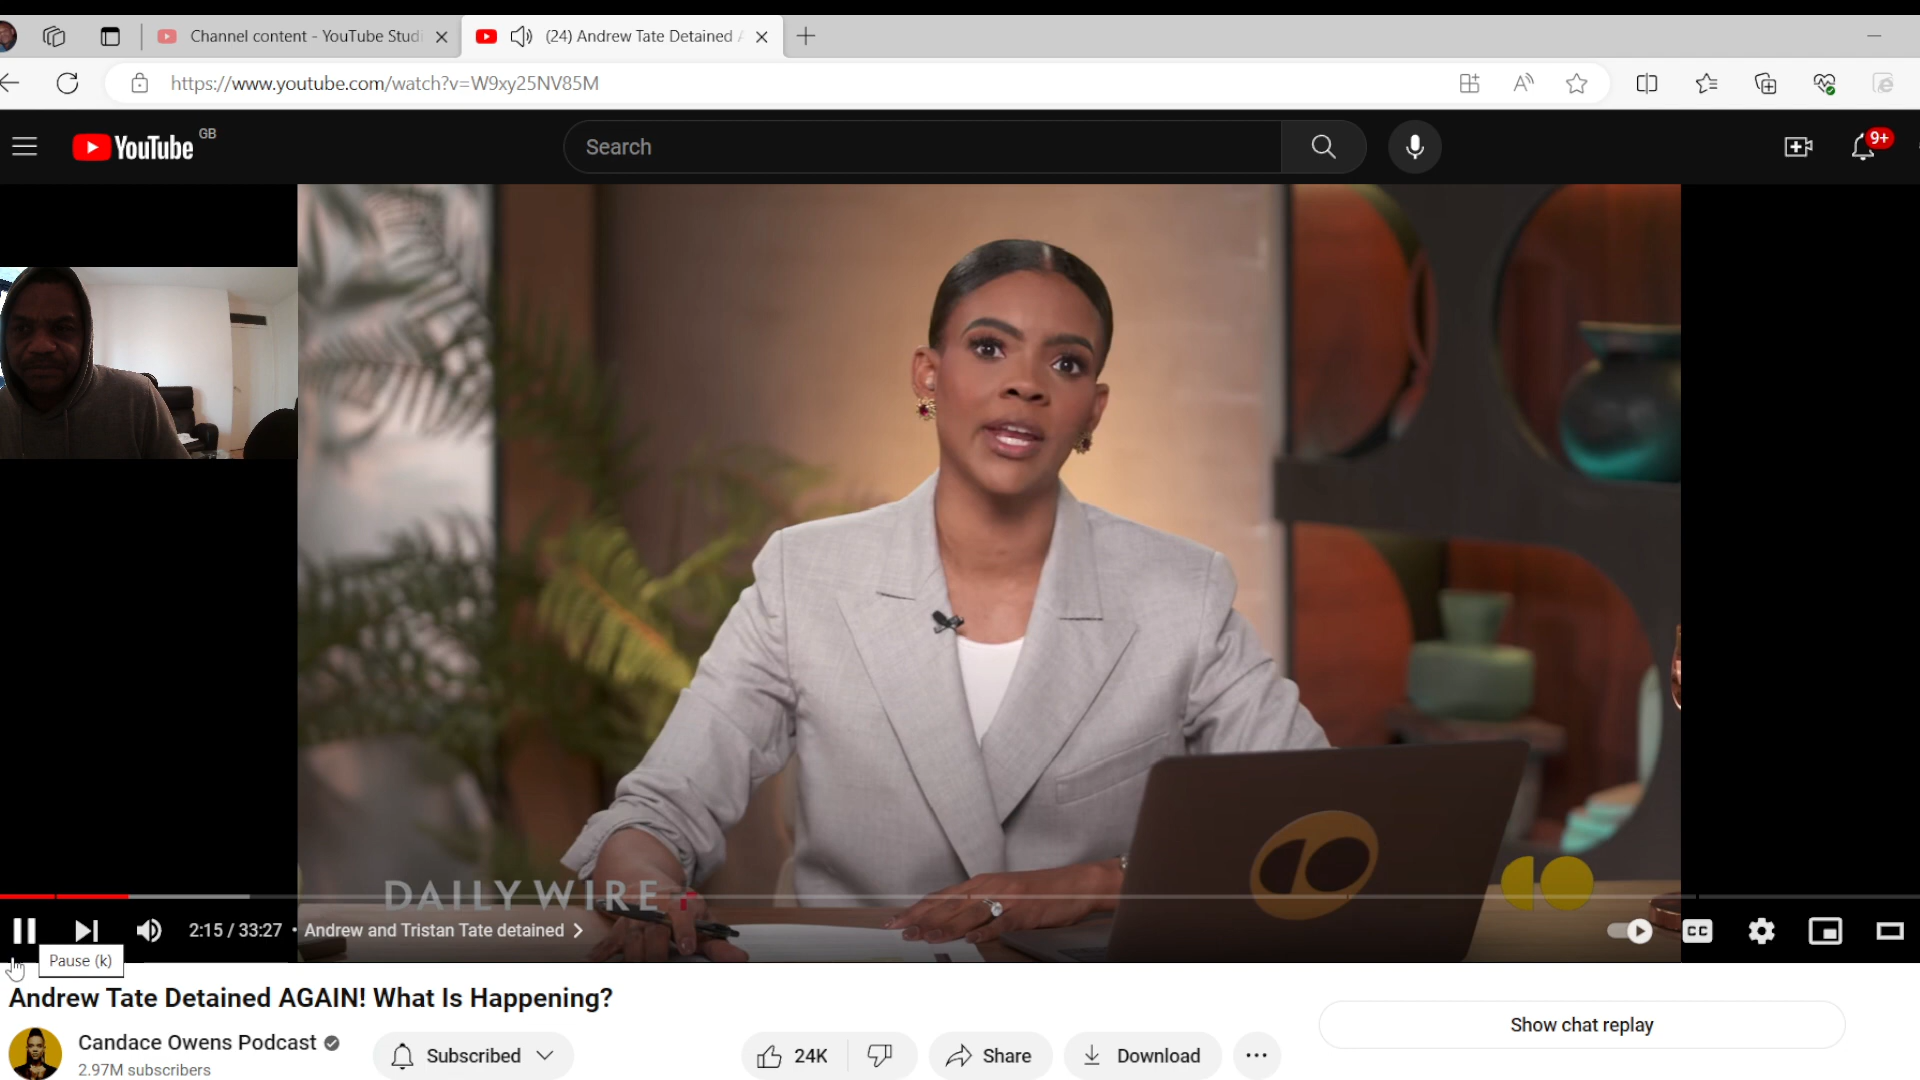 Channel content - YouTube Studi
(24) Andrew Tate Detained A
https://www.youtube.com/watch?v=W9xy25NV85M
YouTube GB
Search
9+
DAILY WIRE +
2:15 / 33:27 • Andrew and Tristan Tate detained
CC
Pause (k)
Andrew Tate Detained AGAIN! What Is Happening?
Show chat replay
Candace Owens Podcast
2.97M subscribers
Subscribed
24K
Share
Download